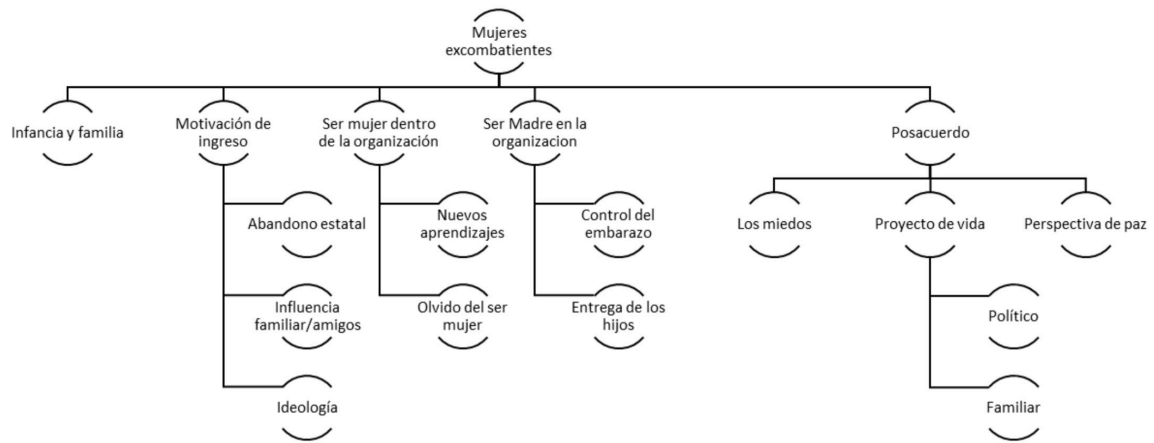 Mujeres
excombatientes
Infancia y familia
Motivación de
ingreso
Ser mujer dentro
de la organización
Ser Madre en la
organizacion
Posacuerdo
Abandono estatal
Nuevos
aprendizajes
Control del
embarazo
Los miedos
Proyecto de vida
Perspectiva de paz
Influencia
familiar/amigos
Olvido del ser
mujer
Entrega de los
hijos
Político
Ideología
Familiar